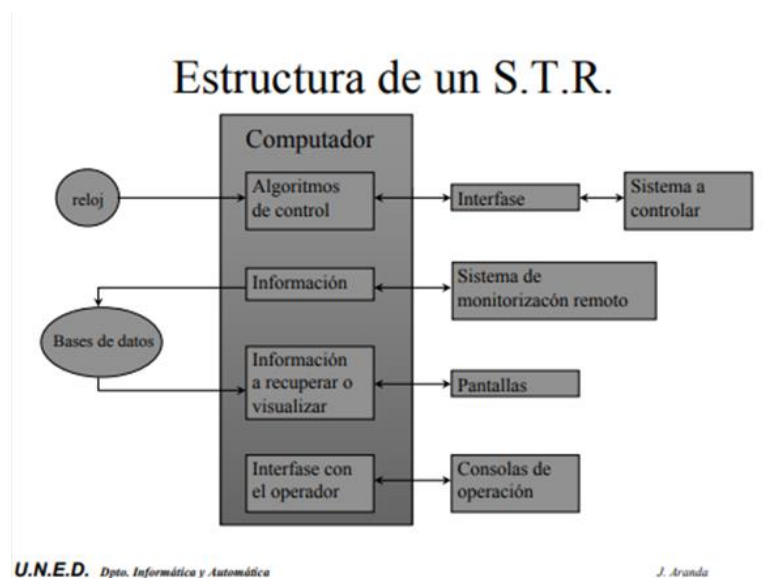 Estructura de un S.T.R.
Computador
reloj
Algoritmos
de control
Interfase
Sistema a
controlar
Información
Sistema de
monitorizacón remoto
Bases de datos
Información
a recuperar o
visualizar
Pantallas
Interfase con
el operador
Consolas de
operación
U.N.E.D. Dpto. Informática y Automática
J. Aranda